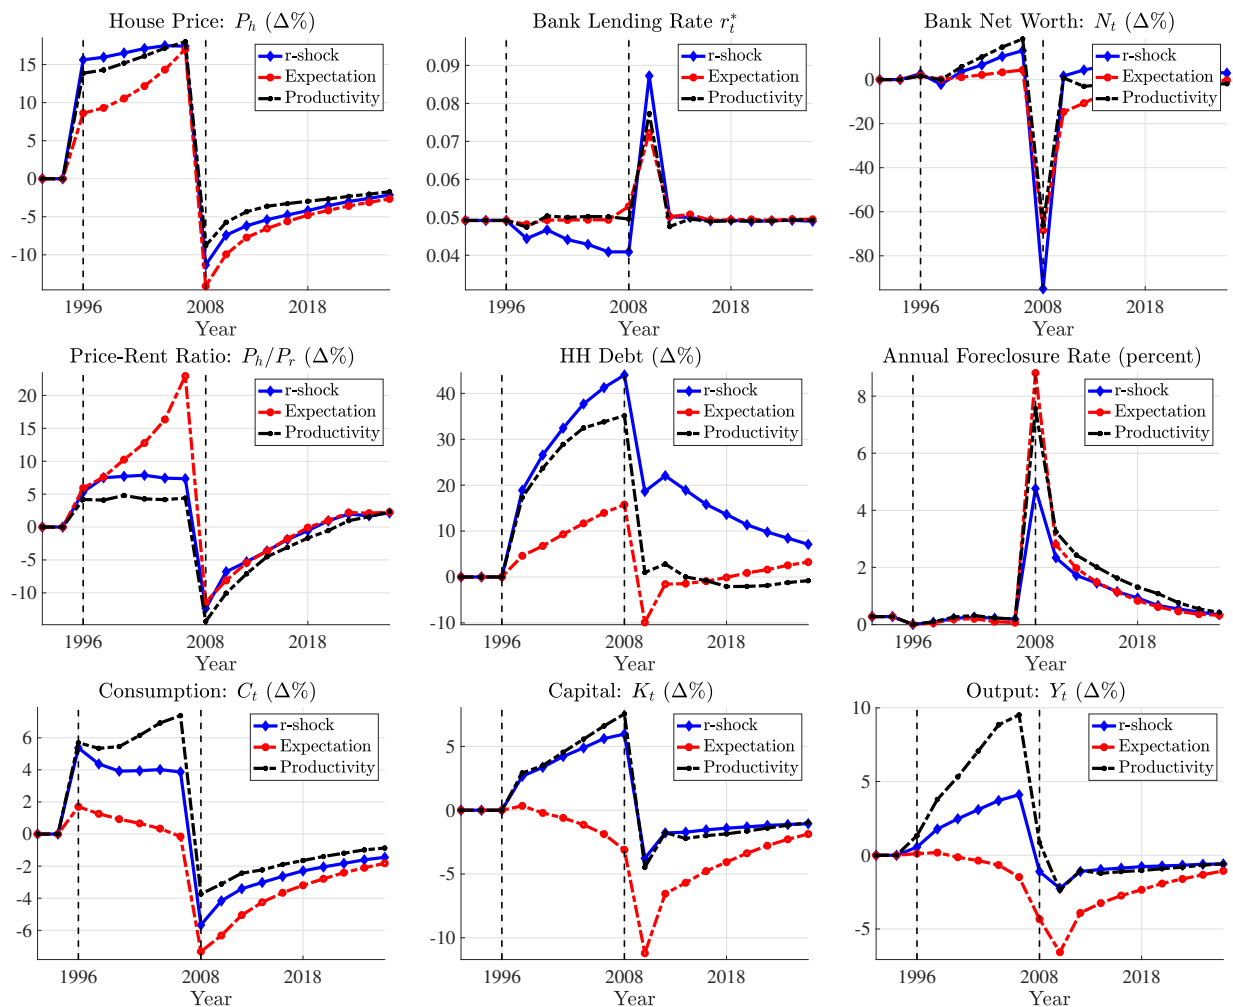 House Price: P_h (Δ%)
r-shock
Expectation
Productivity
15
10
5
0
-5
-10
1996
2008
2018
Year
Bank Lending Rate r_t^*
r-shock
Expectation
Productivity
0.09
0.08
0.07
0.06
0.05
0.04
1996
2008
2018
Year
Bank Net Worth: N_t (Δ%)
r-shock
Expectation
Productivity
0
-20
-40
-60
-80
1996
2008
2018
Year
Price-Rent Ratio: P_h/P_r (Δ%)
r-shock
Expectation
Productivity
20
15
10
5
0
-5
-10
1996
2008
2018
Year
HH Debt (Δ%)
r-shock
Expectation
Productivity
40
30
20
10
0
-10
1996
2008
2018
Year
Annual Foreclosure Rate (percent)
r-shock
Expectation
Productivity
8
6
4
2
0
1996
2008
2018
Year
Consumption: C_t (Δ%)
r-shock
Expectation
Productivity
6
4
2
0
-2
-4
-6
1996
2008
2018
Year
Capital: K_t (Δ%)
r-shock
Expectation
Productivity
5
0
-5
-10
1996
2008
2018
Year
Output: Y_t (Δ%)
r-shock
Expectation
Productivity
10
5
0
-5
1996
2008
2018
Year